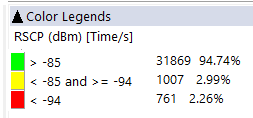 Color Legends
RSCP (dBm) [Time/s]
> -85 31869 94.74%
< -85 and >= -94 1007 2.99%
< -94 761 2.26%